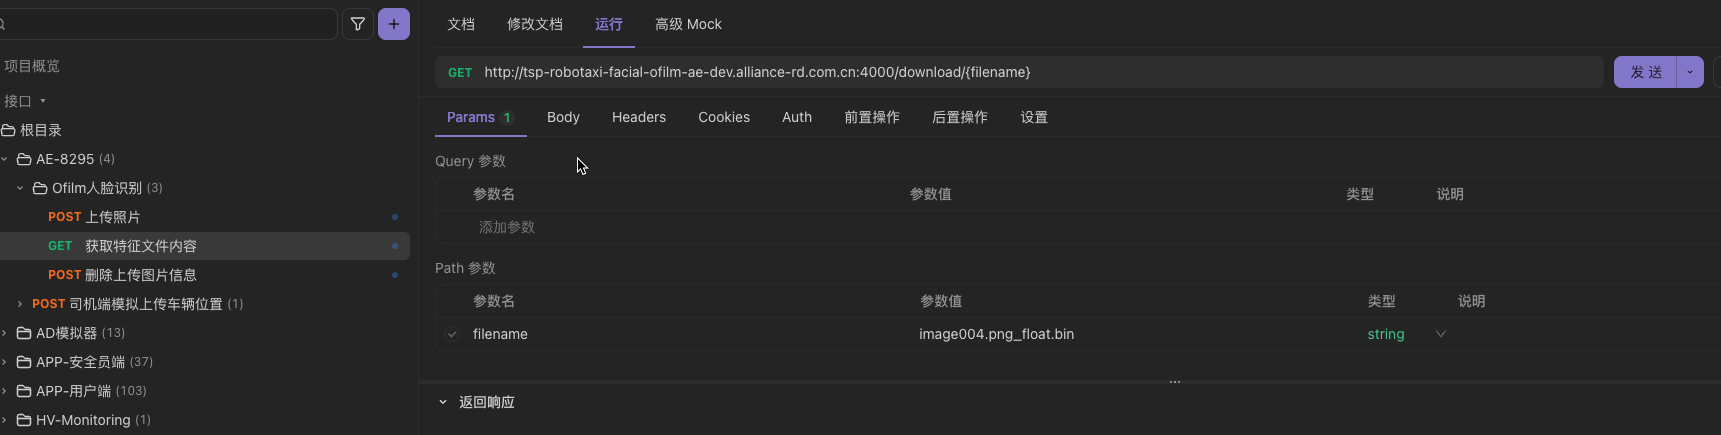 文档 修改文档 运行 高级 Mock
GET http://tsp-robotaxi-facial-ofilm-ae-dev.alliance-rd.com.cn:4000/download/{filename} 发 送
Params 1 Body Headers Cookies Auth 前置操作 后置操作 设置
Query 参数
参数名 参数值 类型 说明
添加参数
Path 参数
参数名 参数值 类型 说明
filename image004.png_float.bin string
返回响应
项目概览
接口
根目录
AE-8295 (4)
Ofilm人脸识别 (3)
POST 上传照片
GET 获取特征文件内容
POST 删除上传图片信息
POST 司机端模拟上传车辆位置 (1)
AD模拟器 (13)
APP-安全员端 (37)
APP-用户端 (103)
HV-Monitoring (1)